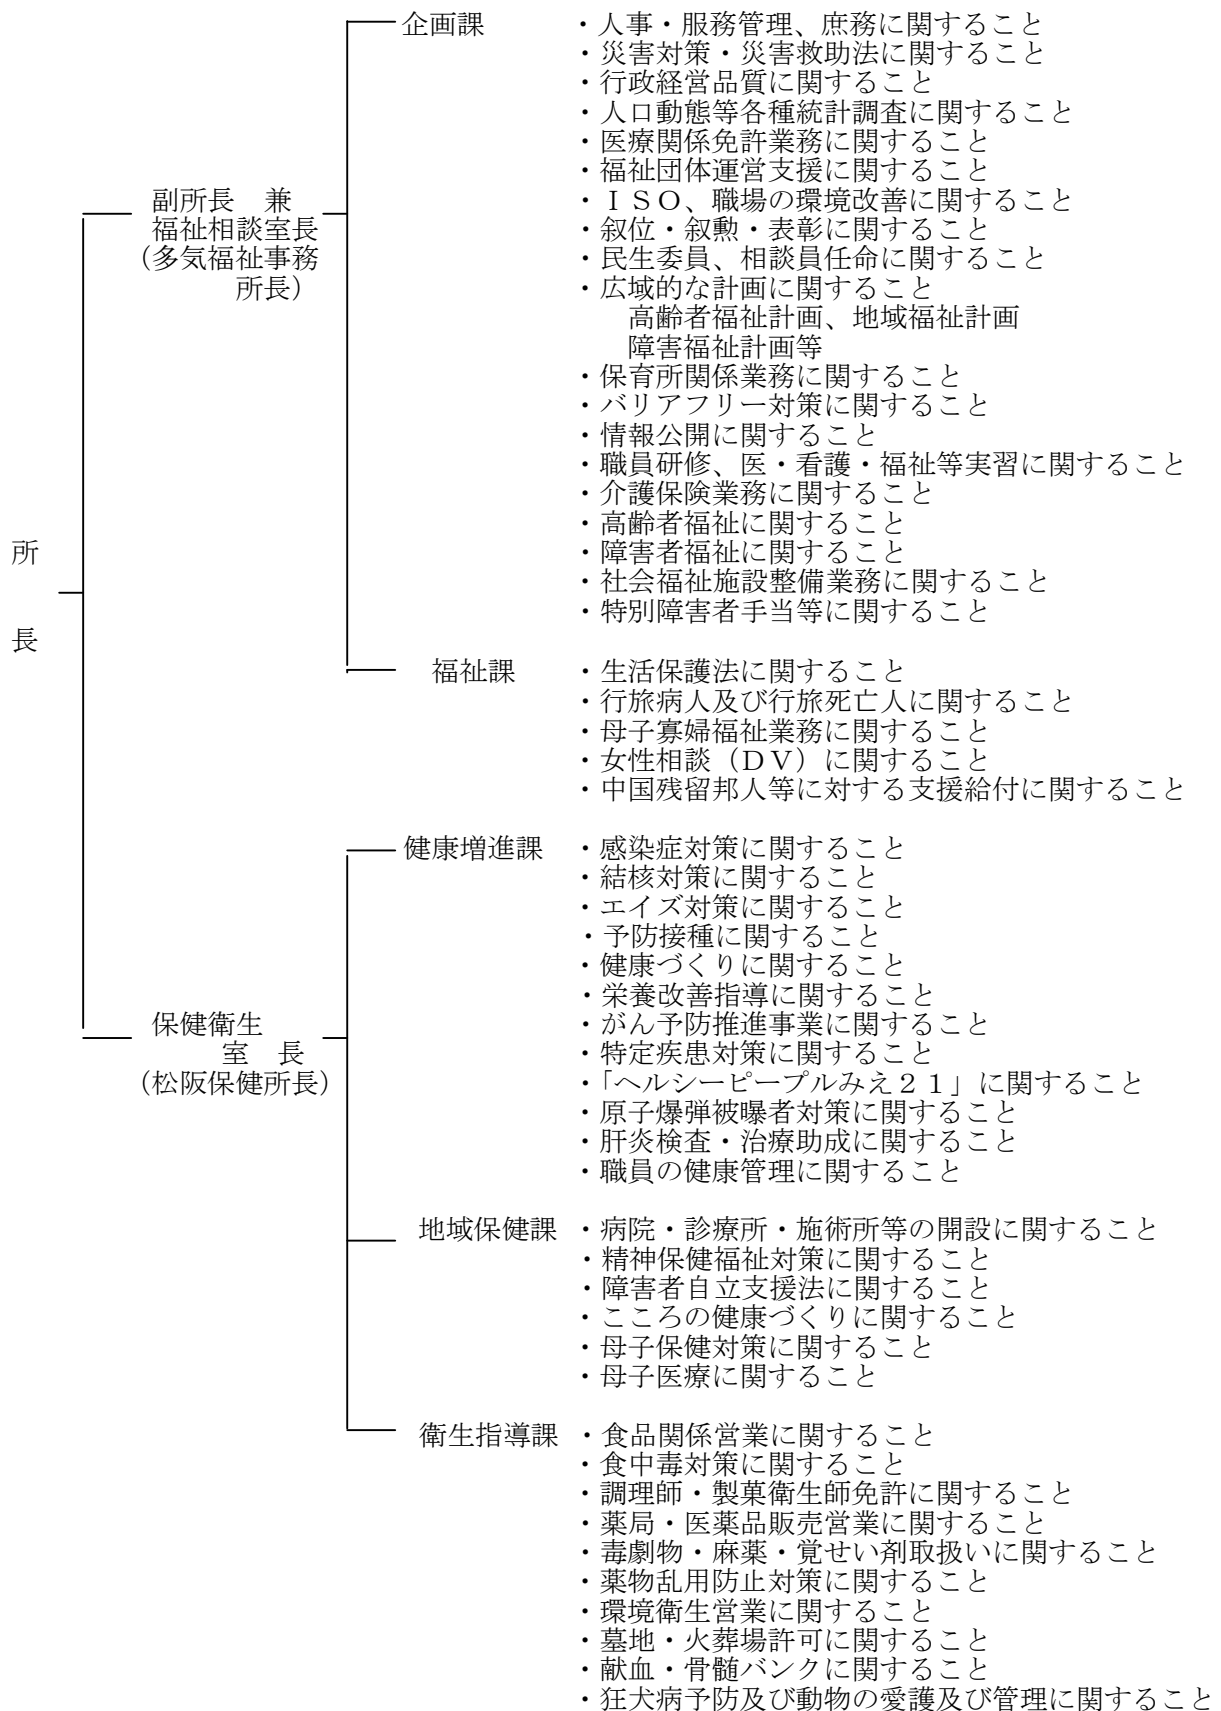 所
長
副所長　兼
福祉相談室長
（多気福祉事務
所長）
企画課
・人事・服務管理、庶務に関すること
・災害対策・災害救助法に関すること
・行政経営品質に関すること
・人口動態等各種統計調査に関すること
・医療関係免許業務に関すること
・福祉団体運営支援に関すること
・ＩＳＯ、職場の環境改善に関すること
・叙位・叙勲・表彰に関すること
・民生委員、相談員任命に関すること
・広域的な計画に関すること
高齢者福祉計画、地域福祉計画
障害福祉計画等
・保育所関係業務に関すること
・バリアフリー対策に関すること
・情報公開に関すること
・職員研修、医・看護・福祉等実習に関すること
・介護保険業務に関すること
・高齢者福祉に関すること
・障害者福祉に関すること
・社会福祉施設整備業務に関すること
・特別障害者手当等に関すること
福祉課
・生活保護法に関すること
・行旅病人及び行旅死亡人に関すること
・母子寡婦福祉業務に関すること
・女性相談（ＤＶ）に関すること
・中国残留邦人等に対する支援給付に関すること
保健衛生
室　長
（松阪保健所長）
健康増進課
・感染症対策に関すること
・結核対策に関すること
・エイズ対策に関すること
・予防接種に関すること
・健康づくりに関すること
・栄養改善指導に関すること
・がん予防推進事業に関すること
・特定疾患対策に関すること
・「ヘルシーピープルみえ２１」に関すること
・原子爆弾被曝者対策に関すること
・肝炎検査・治療助成に関すること
・職員の健康管理に関すること
地域保健課
・病院・診療所・施術所等の開設に関すること
・精神保健福祉対策に関すること
・障害者自立支援法に関すること
・こころの健康づくりに関すること
・母子保健対策に関すること
・母子医療に関すること
衛生指導課
・食品関係営業に関すること
・食中毒対策に関すること
・調理師・製菓衛生師免許に関すること
・薬局・医薬品販売営業に関すること
・毒劇物・麻薬・覚せい剤取扱いに関すること
・薬物乱用防止対策に関すること
・環境衛生営業に関すること
・墓地・火葬場許可に関すること
・献血・骨髄バンクに関すること
・狂犬病予防及び動物の愛護及び管理に関すること